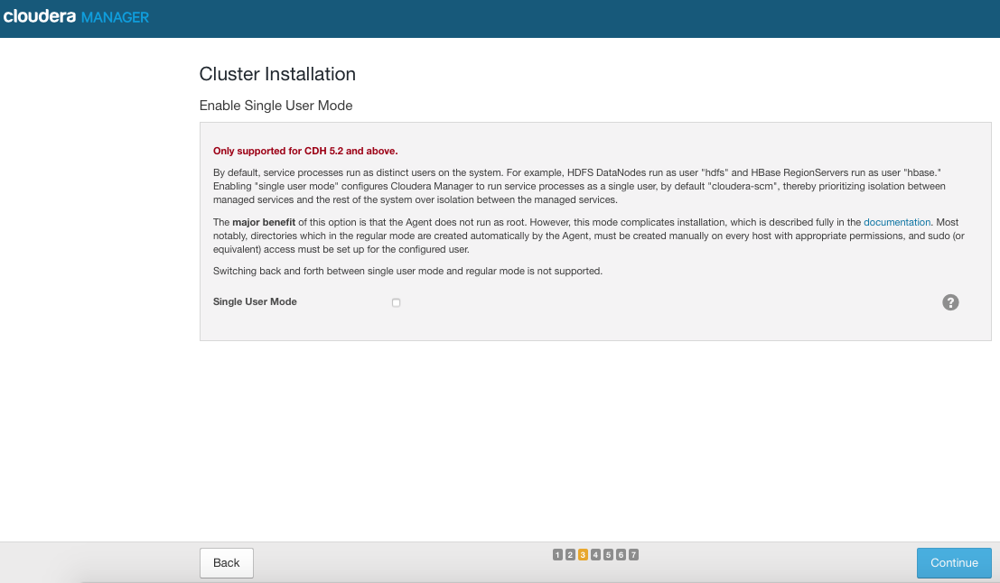 cloudera MANAGER
Cluster Installation
Enable Single User Mode
Only supported for CDH 5.2 and above.
By default, service processes run as distinct users on the system. For example, HDFS DataNodes run as user "hdfs" and HBase RegionServers run as user "hbase."
Enabling "single user mode" configures Cloudera Manager to run service processes as a single user, by default "cloudera-scm", thereby prioritizing isolation between
managed services and the rest of the system over isolation between the managed services.
The major benefit of this option is that the Agent does not run as root. However, this mode complicates installation, which is described fully in the documentation. Most
notably, directories which in the regular mode are created automatically by the Agent, must be created manually on every host with appropriate permissions, and sudo (or
equivalent) access must be set up for the configured user.
Switching back and forth between single user mode and regular mode is not supported.
Single User Mode ?
Back 1 2 3 4 5 6 7 Continue